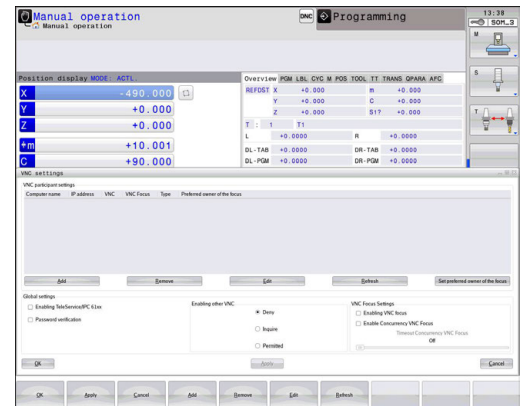 Manual operation
DNC
Programming
13:38
Manual operation
50M_3
M
Position display MODE: ACTL.
X -490.000
Y +0.000
Z +0.000
+m +10.001
C +90.000
Overview PGM LBL CYC M POS TOOL TT TRANS QPARA AFC
REFDST X +0.000 m +0.000
Y +0.000 C +0.000
Z +0.000 S1? +0.000
T : 1 T1
L +0.0000 R +0.0000
DL-TAB +0.0000 DR-TAB +0.0000
DL-PGM +0.0000 DR-PGM +0.0000
S
T
VNC settings
VNC participant settings
Computer name IP address VNC VNC Focus Type Preferred owner of the focus
Add Remove Edit Refresh Set preferred owner of the focus
Global settings
Enabling TeleService/IPC 61xx
Password verification
Enabling other VNC
Deny
Inquire
Permitted
VNC Focus Settings
Enabling VNC focus
Enable Concurrency VNC Focus
Timeout Concurrency VNC Focus
Off
OK Apply Cancel
OK Apply Cancel Add Remove Edit Refresh